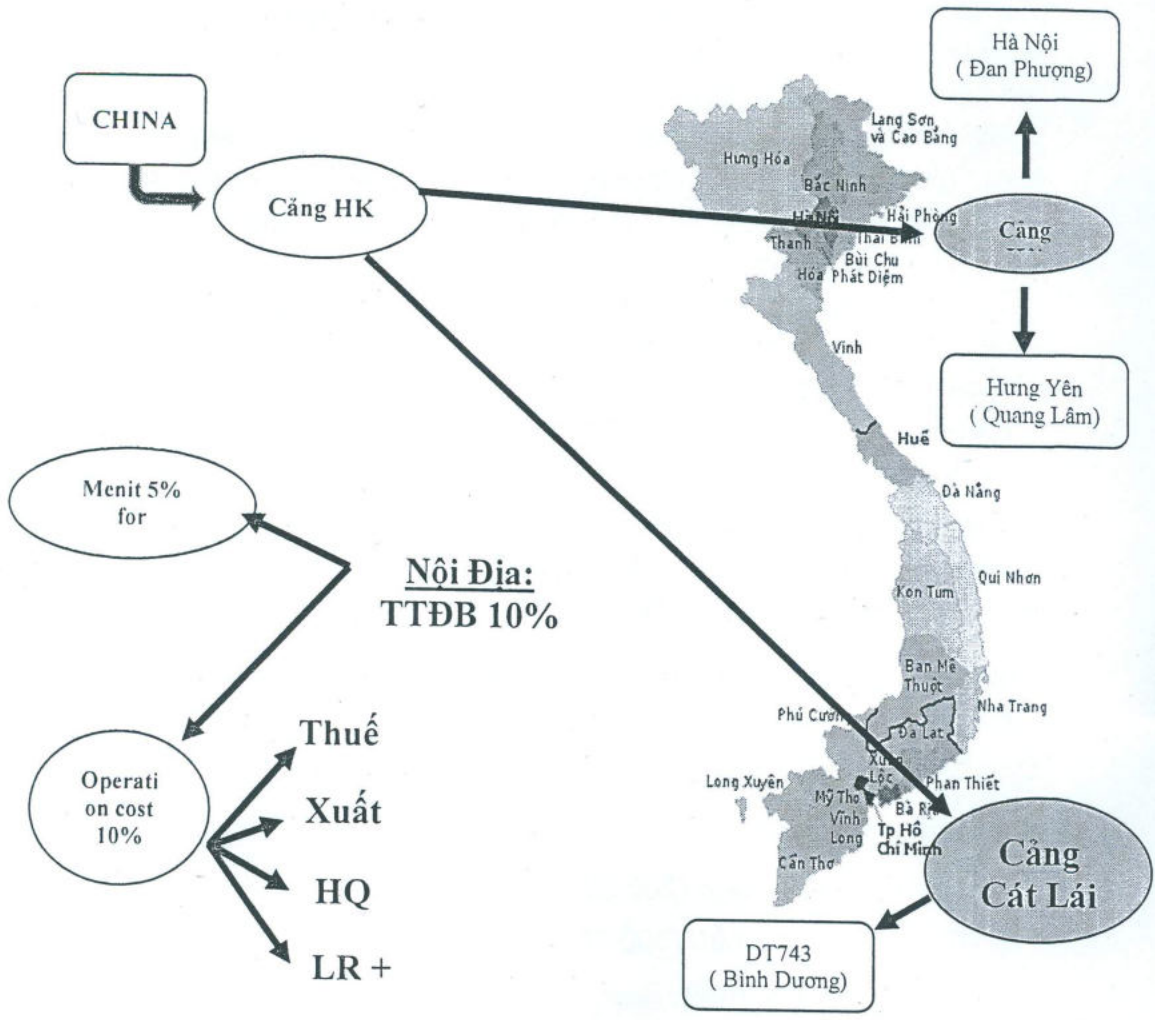 Hà Nội
( Đan Phượng)
CHINA
Lạng Sơn
và Cao Bằng
Hưng Hóa
Bắc Ninh
Cảng HK
Hà Nội
Hải Phòng
Cảng
Thanh
Thái Bình
Bùi Chu
Hóa
Phát Diệm
Vinh
Hưng Yên
( Quang Lâm)
Huế
Menit 5%
for
Đà Nẵng
Nội Địa:
TTĐB 10%
Qui Nhơn
Kon Tum
Ban Mê
Thuột
Nha Trang
Phú Cương
Đà Lạt
Thuế
Xuân
Lộc
Phan Thiết
Long Xuyên
Operati
on cost
10%
Xuất
Mỹ Tho
Bà Rịa
Vĩnh
Long
Tp Hồ
Chí Minh
Cần Thơ
Cảng
Cát Lái
HQ
DT743
( Bình Dương)
LR +